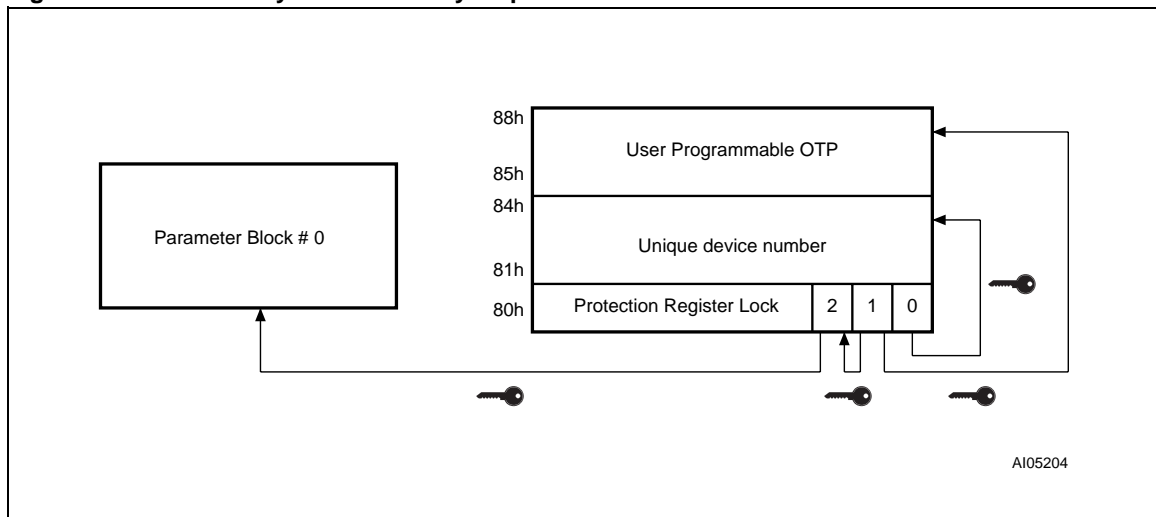 88h
User Programmable OTP
85h
84h
Parameter Block # 0
Unique device number
81h
80h
Protection Register Lock
2
1
0
AI05204